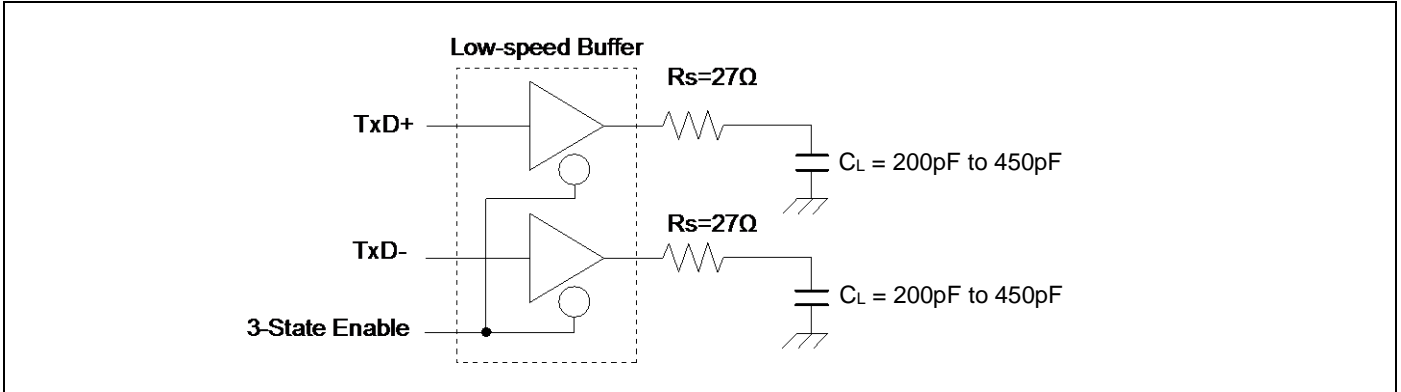 Low-speed Buffer
Rs=27Ω
TxD+
CL = 200pF to 450pF
Rs=27Ω
TxD-
CL = 200pF to 450pF
3-State Enable